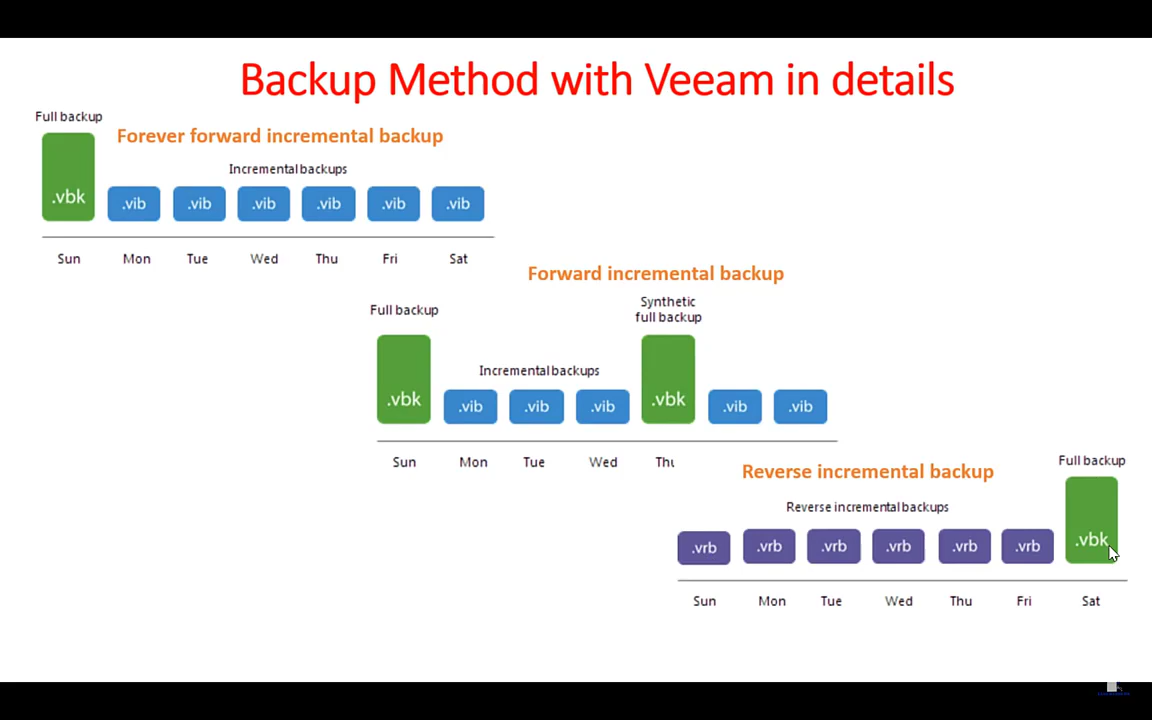 Backup Method with Veeam in details
Full backup
Forever forward incremental backup
Incremental backups
.vbk .vib .vib .vib .vib .vib .vib
Sun Mon Tue Wed Thu Fri Sat
Forward incremental backup
Full backup
Synthetic
full backup
Incremental backups
.vbk .vib .vib .vib .vbk .vib .vib
Sun Mon Tue Wed Thu
Reverse incremental backup
Full backup
Reverse incremental backups
.vrb .vrb .vrb .vrb .vrb .vrb .vbk
Sun Mon Tue Wed Thu Fri Sat